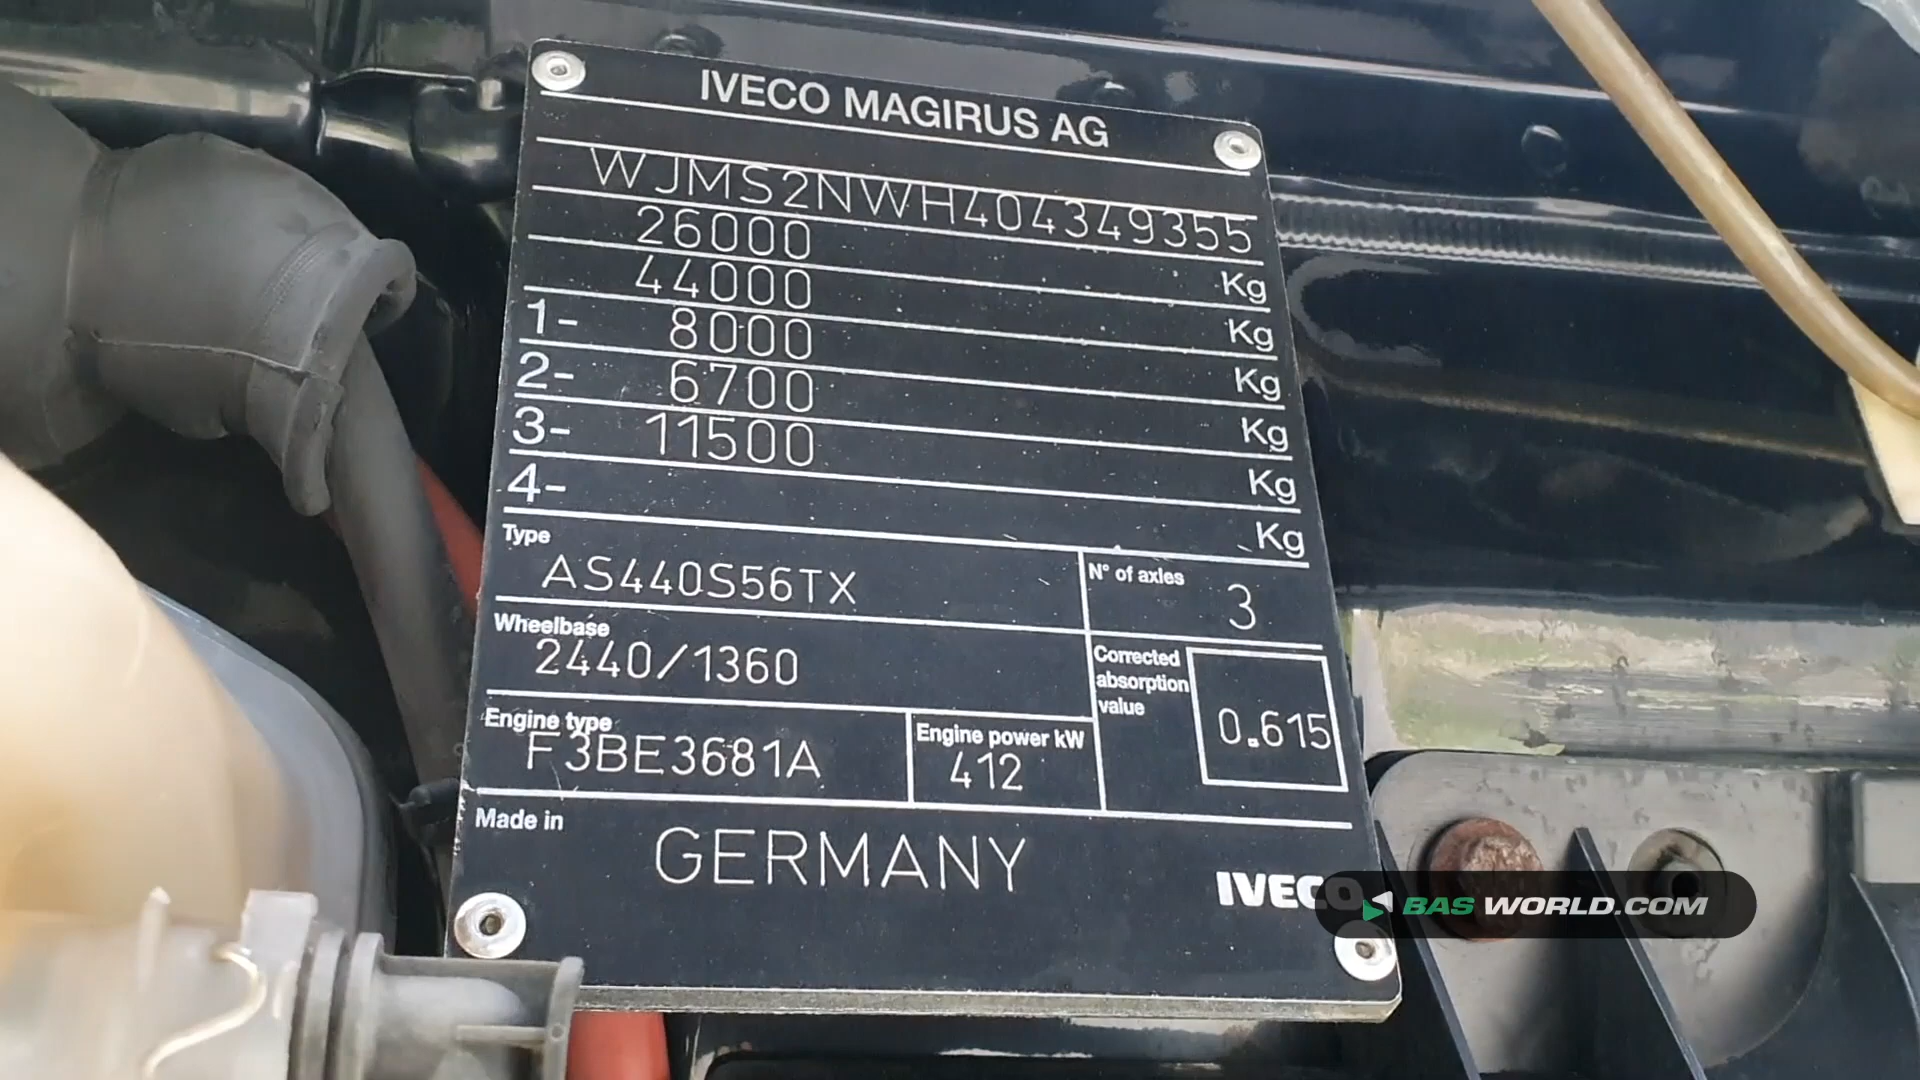 IVECO MAGIRUS AG
WJMS2NWH404349355
26000 Kg
44000 Kg
1- 8000 Kg
2- 6700 Kg
3- 11500 Kg
4- Kg
Type
AS440S56TX
N° of axles
3
Wheelbase
2440/1360
Corrected
absorption
value
0.615
Engine type
F3BE3681A
Engine power kW
412
Made in
GERMANY
IVECO
BAS WORLD.COM